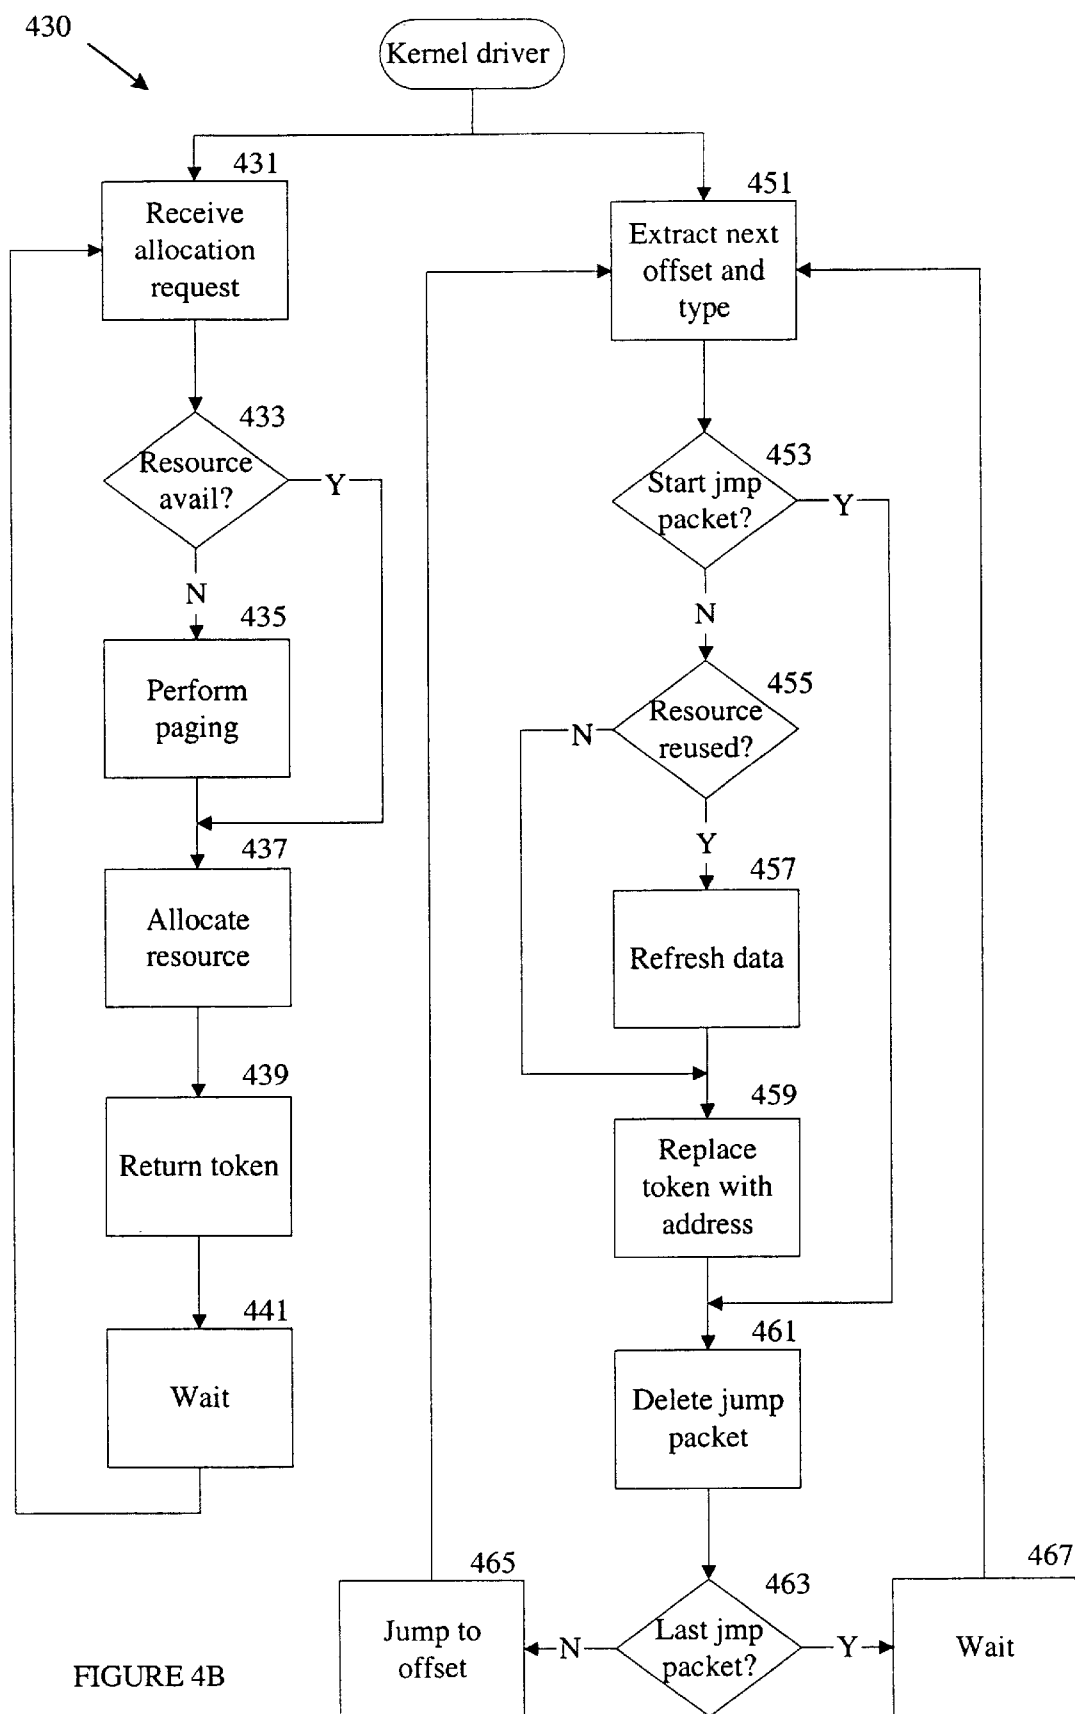 430
Kernel driver
431
Receive
allocation
request
433
Resource
avail?
Y
N
435
Perform
paging
437
Allocate
resource
439
Return token
441
Wait
451
Extract next
offset and
type
453
Start jmp
packet?
Y
N
455
Resource
reused?
N
Y
457
Refresh data
459
Replace
token with
address
461
Delete jump
packet
463
Last jmp
packet?
N
Y
465
Jump to
offset
467
Wait
FIGURE 4B